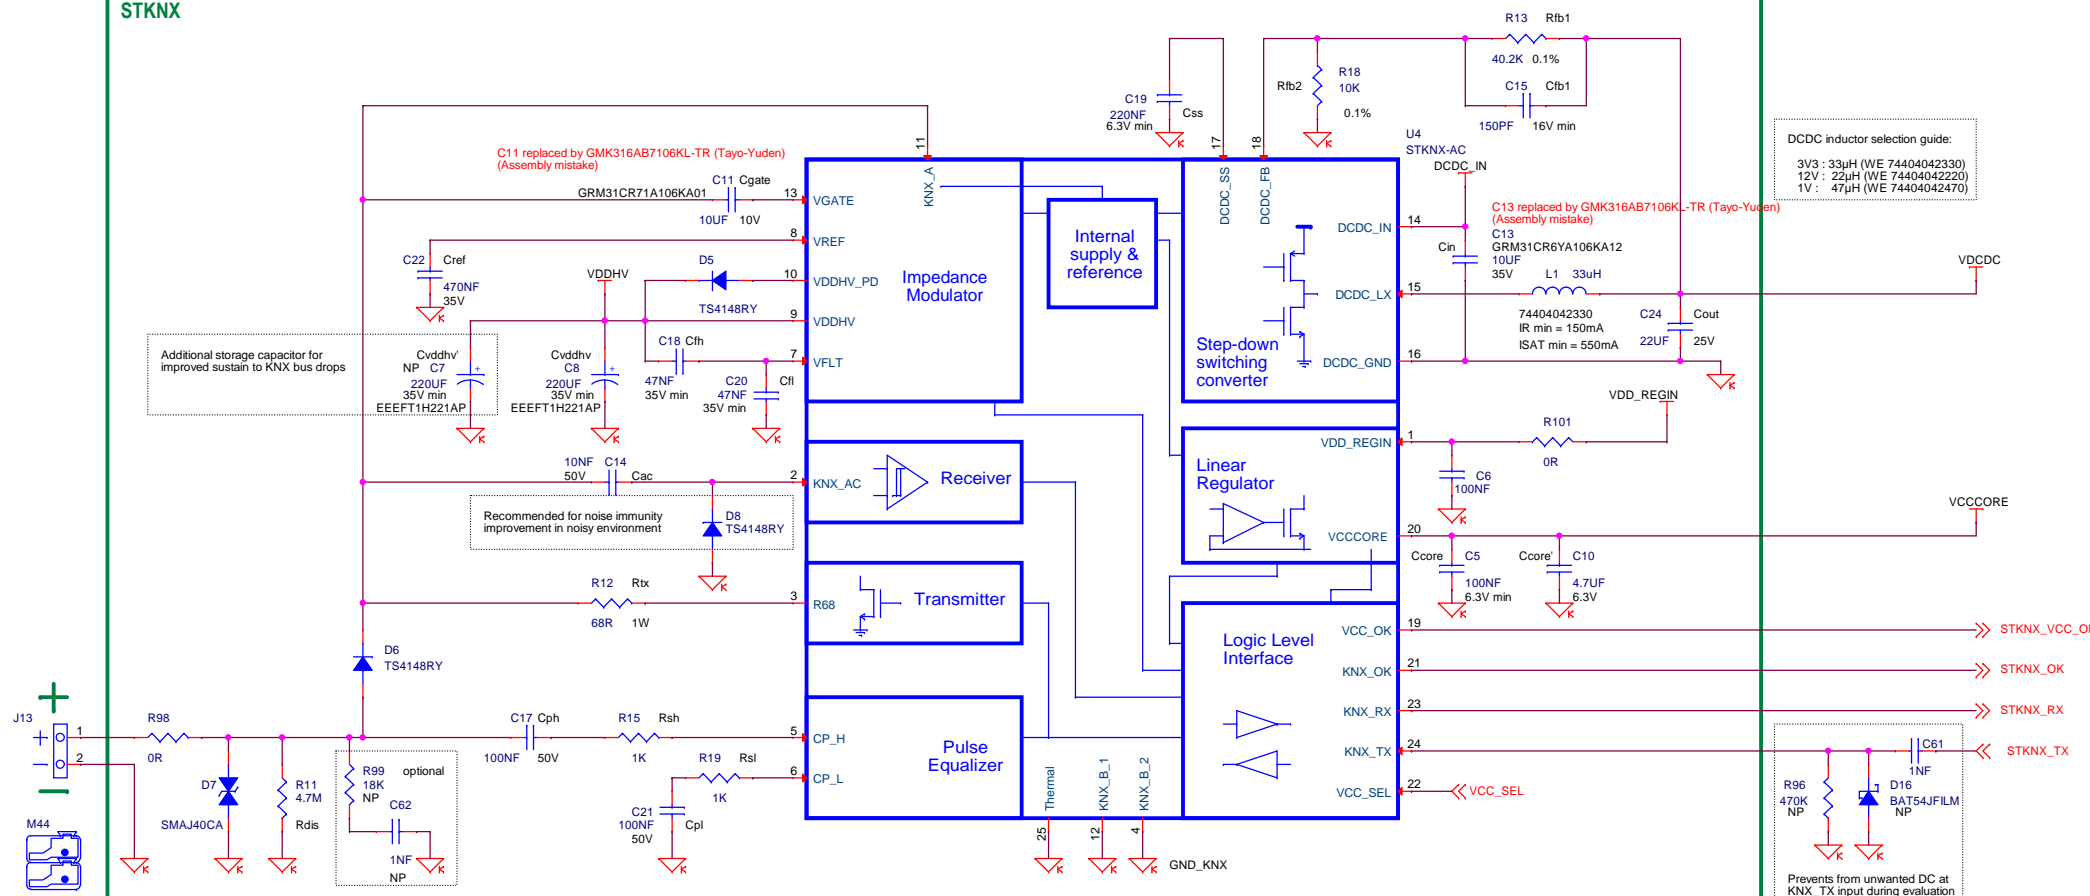 STKNX
R13 Rfb1
40.2K 0.1%
C15 Cfb1
150PF 16V min
R18
10K
Rfb2
0.1%
C19
220NF
6.3V min
Css
17
18
11
U4
STKNX-AC
DCDC_IN
DCDC inductor selection guide:
3V3 : 33µH (WE 74404042330)
12V : 22µH (WE 74404042220)
1V : 47µH (WE 74404042470)
C11 replaced by GMK316AB7106KL-TR (Tayo-Yuden)
(Assembly mistake)
C11 Cgate
GRM31CR71A106KA01
10UF 10V
13
VGATE
KNX_A
DCDC_SS
DCDC_FB
8
VREF
C22 Cref
470NF
35V
VDDHV
D5
TS4148RY
10
VDDHV_PD
9
VDDHV
7
VFLT
Impedance
Modulator
Internal
supply &
reference
Step-down
switching
converter
14
DCDC_IN
C13 replaced by GMK316AB7106KL-TR (Tayo-Yuden)
(Assembly mistake)
C13
Cin
GRM31CR6YA106KA12
10UF
35V
L1 33uH
15
DCDC_LX
74404042330
IR min = 150mA
ISAT min = 550mA
VDCDC
C24 Cout
22UF 25V
16
DCDC_GND
Additional storage capacitor for
improved sustain to KNX bus drops
Cvddhv'
NP C7
220UF
35V min
EEEFT1H221AP
Cvddhv
C8
220UF
35V min
EEEFT1H221AP
C18 Cfh
47NF
35V min
C20
47NF
35V min
Cfl
VDD_REGIN
R101
0R
1
VDD_REGIN
C6
100NF
Linear
Regulator
VCCCORE
20
VCCCORE
Ccore C5
100NF
6.3V min
Ccore' C10
4.7UF
6.3V
10NF C14
50V Cac
2
KNX_AC
Receiver
Recommended for noise immunity
improvement in noisy environment
D8
TS4148RY
R12 Rtx
68R 1W
3
R68
Transmitter
Logic Level
Interface
VCC_OK
19
KNX_OK
21
STKNX_OK
KNX_RX
23
STKNX_RX
KNX_TX
24
STKNX_TX
VCC_SEL
22
VCC_SEL
D6
TS4148RY
J13
1
2
R98
0R
D7
SMAJ40CA
R11
4.7M
Rdis
R99
18K
NP
optional
C62
1NF
NP
C17 Cph
100NF 50V
R15 Rsh
1K
5
CP_H
R19 Rsl
1K
6
CP_L
C21
100NF
50V
Cpl
Pulse
Equalizer
Thermal
KNX_B_1
KNX_B_2
25
12
4
GND_KNX
C61
1NF
R96
470K
NP
D16
BAT54JFILM
NP
Prevents from unwanted DC at
KNX_TX input during evaluation
M44